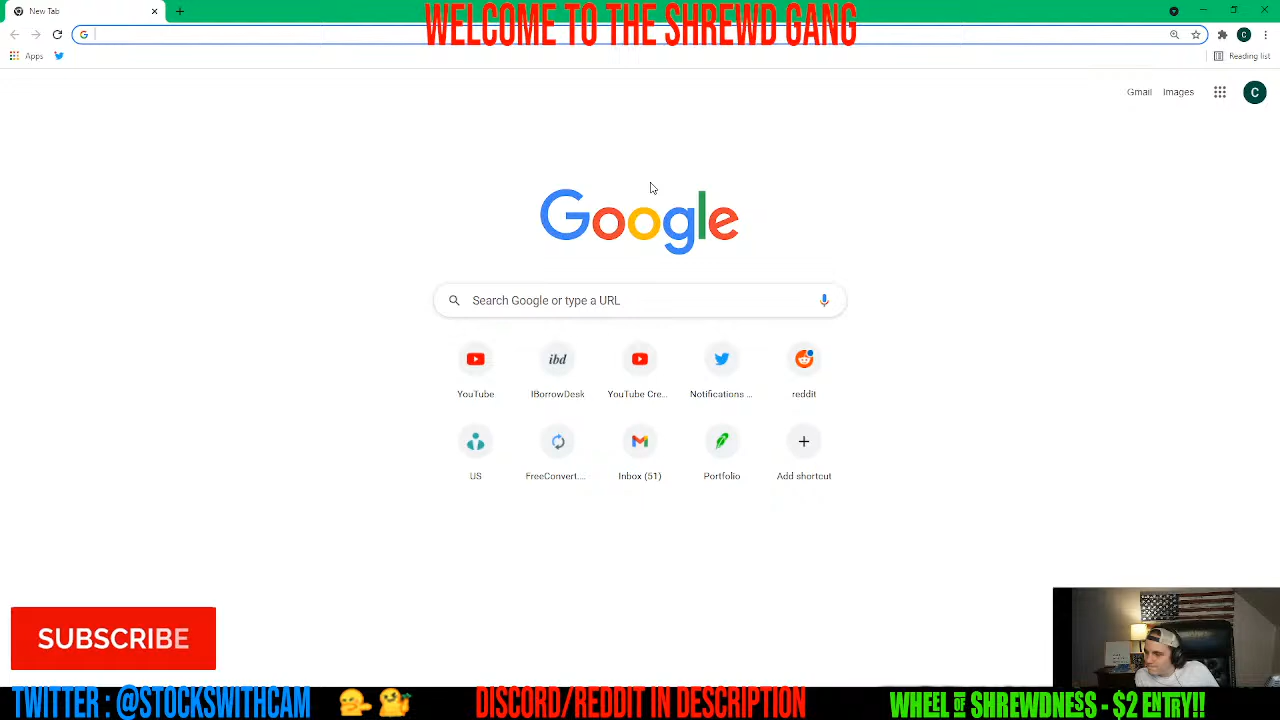 New Tab
WELCOME TO THE SHREWD GANG
Apps
Reading list
Gmail Images
C
Google
Search Google or type a URL
ibd
YouTube IBorrowDesk YouTube Cre... Notifications ... reddit
US FreeConvert.... Inbox (51) Portfolio Add shortcut
SUBSCRIBE
TWITTER : @STOCKSWITHCAM
DISCORD/REDDIT IN DESCRIPTION
WHEEL OF SHREWDNESS - $2 ENTRY!!